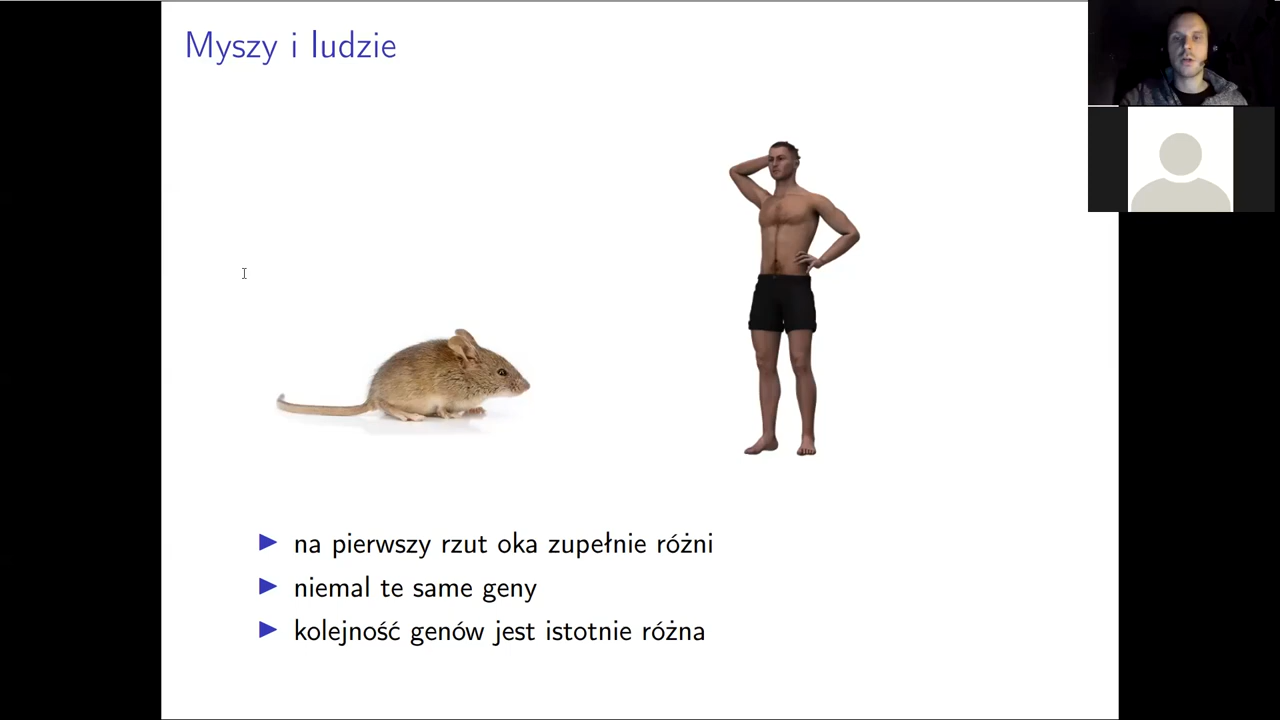 Myszy i ludzie
na pierwszy rzut oka zupełnie różni
niemal te same geny
kolejność genów jest istotnie różna